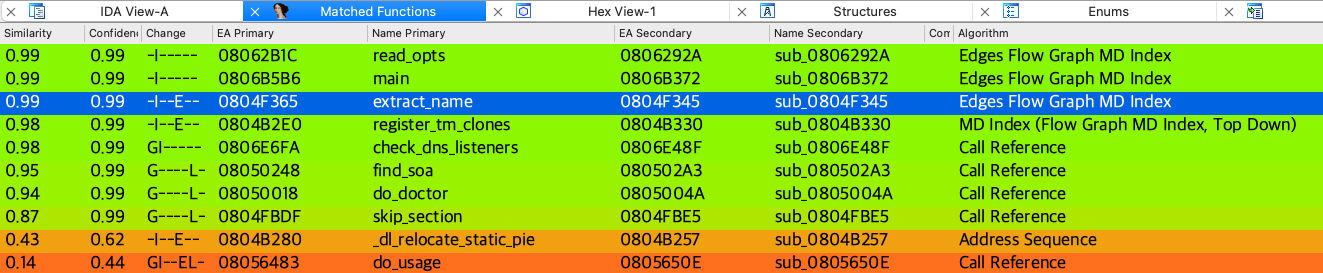 IDA View-A Matched Functions Hex View-1 Structures Enums
Similarity Confidenc Change EA Primary Name Primary EA Secondary Name Secondary Com Algorithm
0.99 0.99 -I----- 08062B1C read_opts 0806292A sub_0806292A Edges Flow Graph MD Index
0.99 0.99 -I----- 0806B5B6 main 0806B372 sub_0806B372 Edges Flow Graph MD Index
0.99 0.99 -I--E-- 0804F365 extract_name 0804F345 sub_0804F345 Edges Flow Graph MD Index
0.98 0.99 -I--E-- 0804B2E0 register_tm_clones 0804B330 sub_0804B330 MD Index (Flow Graph MD Index, Top Down)
0.98 0.99 GI----- 0806E6FA check_dns_listeners 0806E48F sub_0806E48F Call Reference
0.95 0.99 G----L- 08050248 find_soa 080502A3 sub_080502A3 Call Reference
0.94 0.99 G----L- 08050018 do_doctor 0805004A sub_0805004A Call Reference
0.87 0.99 G----L- 0804FBDF skip_section 0804FBE5 sub_0804FBE5 Call Reference
0.43 0.62 -I--E-- 0804B280 _dl_relocate_static_pie 0804B257 sub_0804B257 Address Sequence
0.14 0.44 GI--EL- 08056483 do_usage 0805650E sub_0805650E Call Reference